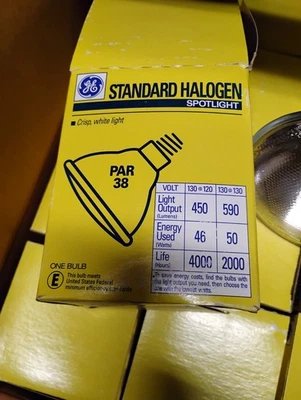 GE
STANDARD HALOGEN
SPOTLIGHT
Crisp, white light
PAR
38
VOLT 130@120 130@130
Light Output (Lumens) 450 590
Energy Used (Watts) 46 50
Life (Hours) 4000 2000
ONE BULB
E This bulb meets
United States Federal
minimum efficiency
To save energy costs, find the bulbs with
the light output you need, then choose the
one with the lowest watts.